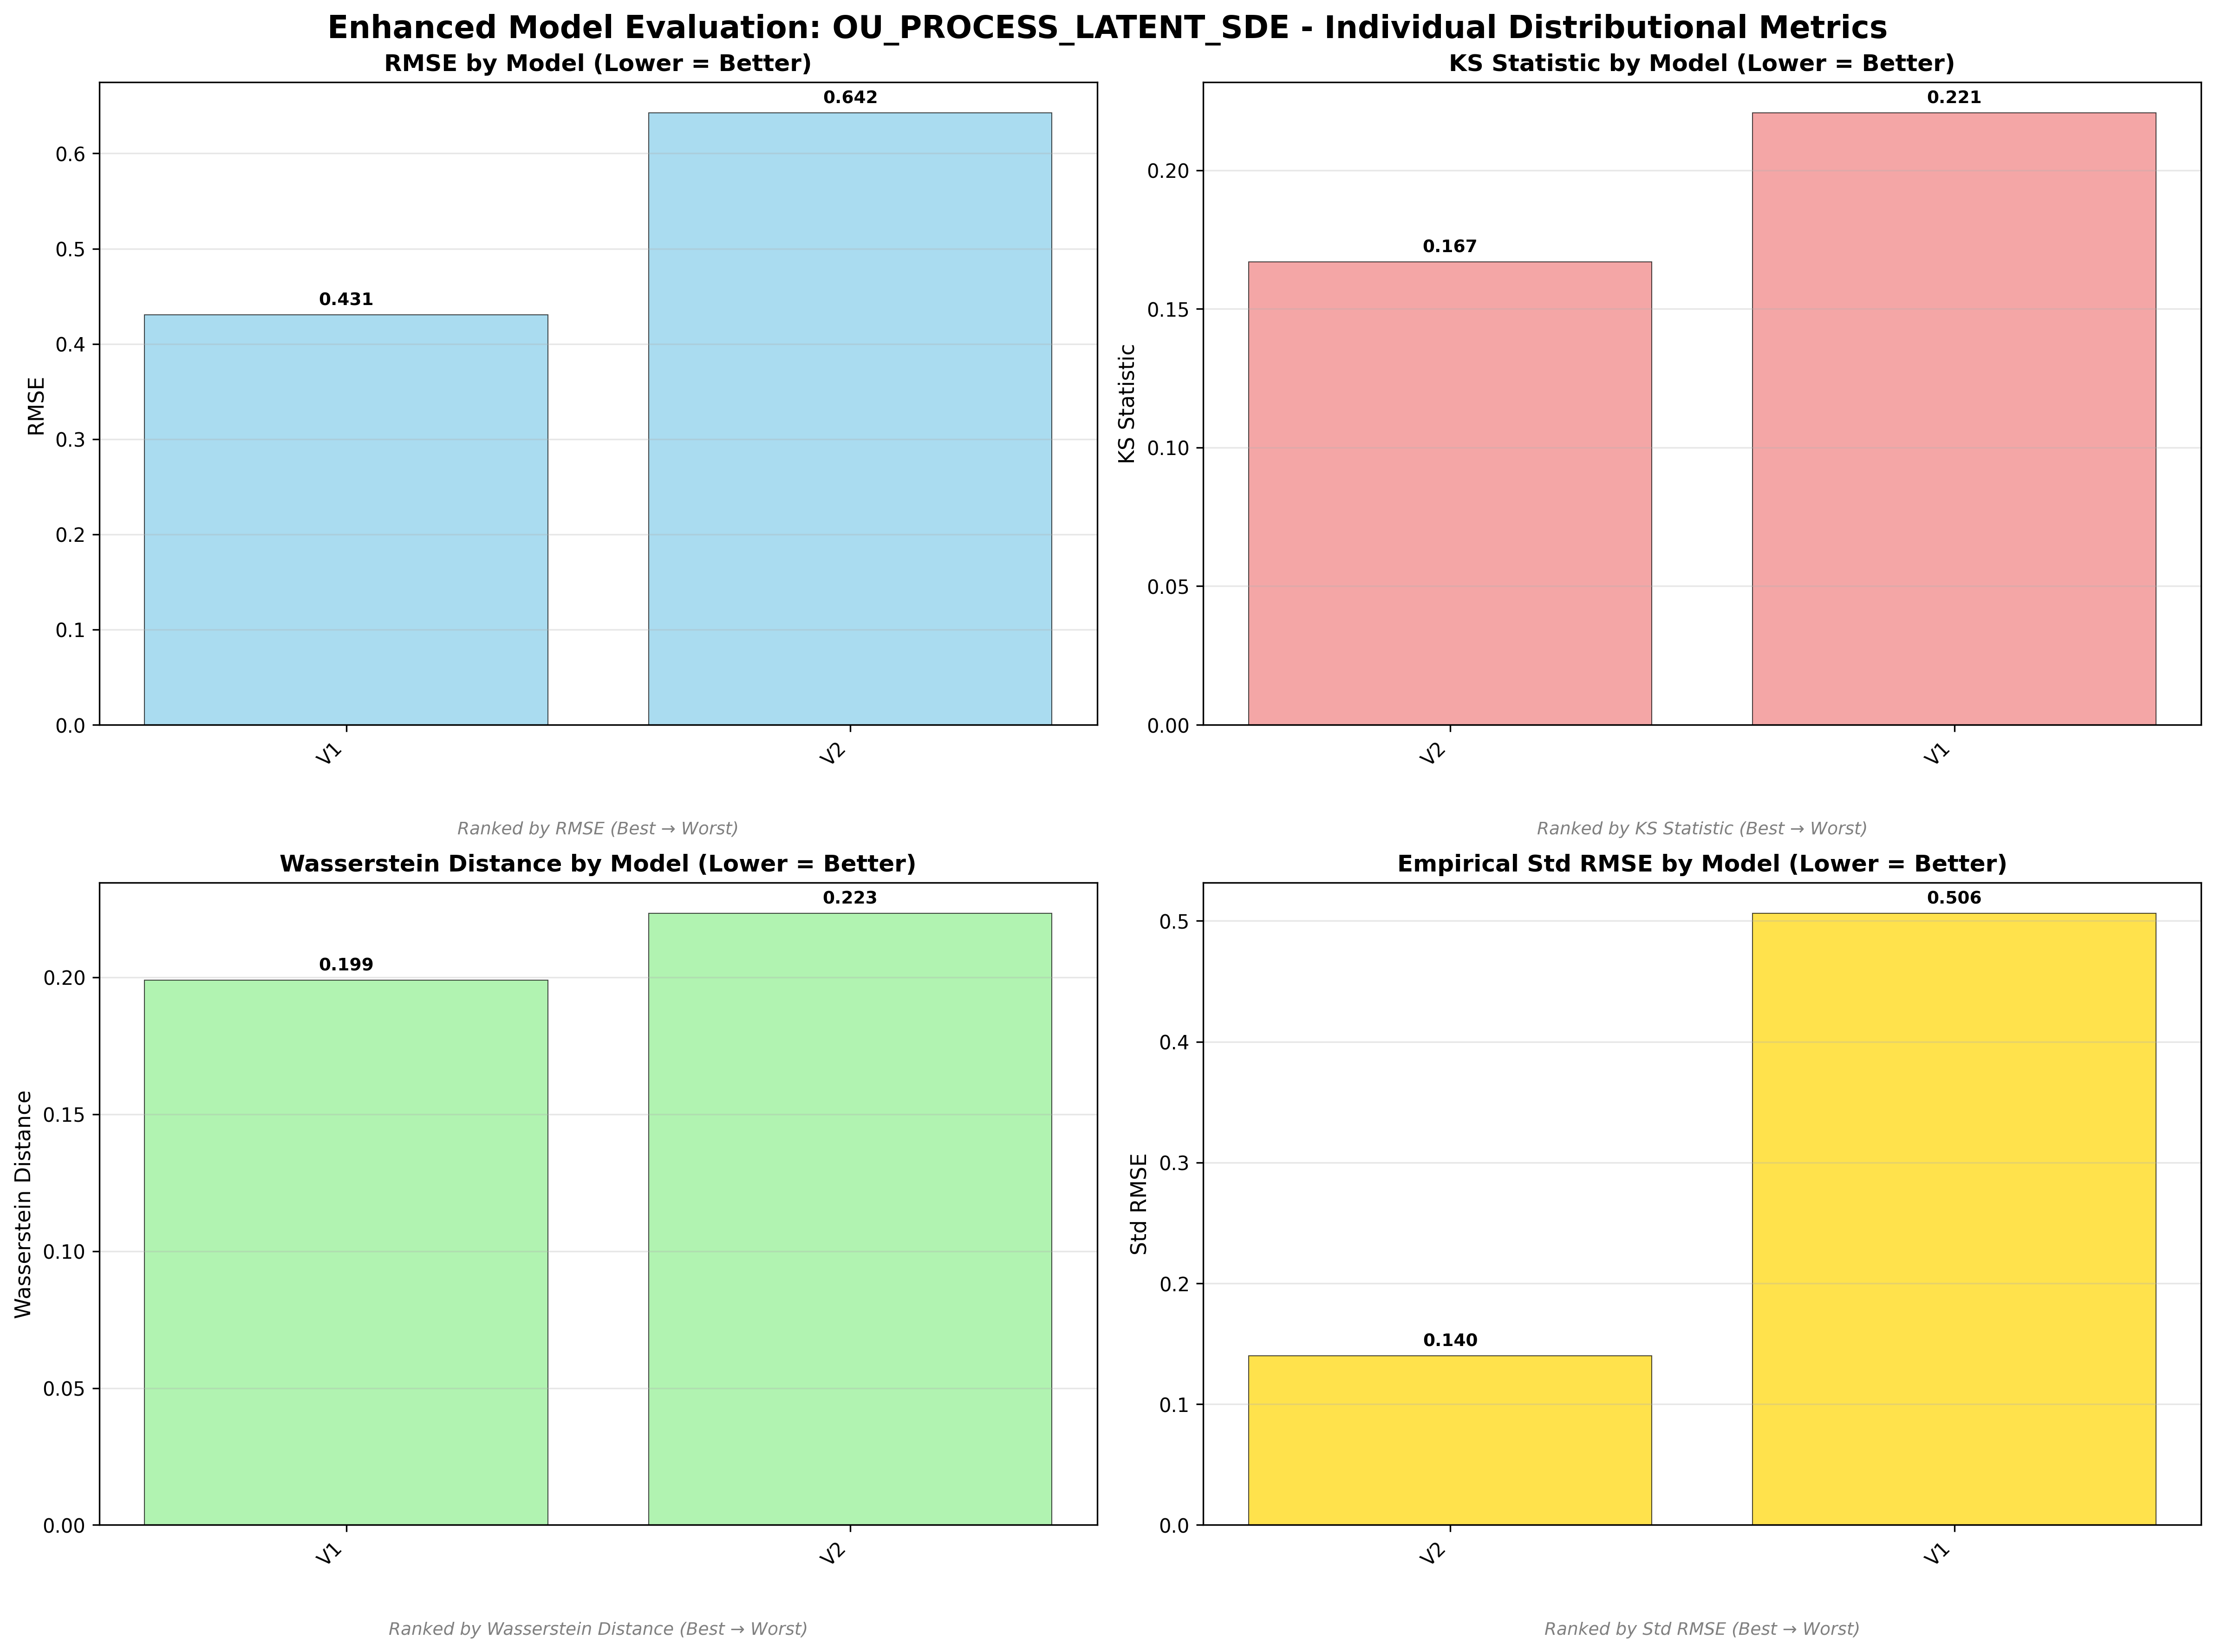 Enhanced Model Evaluation: OU_PROCESS_LATENT_SDE - Individual Distributional Metrics
RMSE by Model (Lower = Better)
0.642
0.431
0.6
0.5
0.4
0.3
0.2
0.1
0.0
RMSE
V1
V2
Ranked by RMSE (Best → Worst)
KS Statistic by Model (Lower = Better)
0.221
0.167
0.20
0.15
0.10
0.05
0.00
KS Statistic
V2
V1
Ranked by KS Statistic (Best → Worst)
Wasserstein Distance by Model (Lower = Better)
0.223
0.199
0.20
0.15
0.10
0.05
0.00
Wasserstein Distance
V1
V2
Ranked by Wasserstein Distance (Best → Worst)
Empirical Std RMSE by Model (Lower = Better)
0.506
0.140
0.5
0.4
0.3
0.2
0.1
0.0
Std RMSE
V2
V1
Ranked by Std RMSE (Best → Worst)